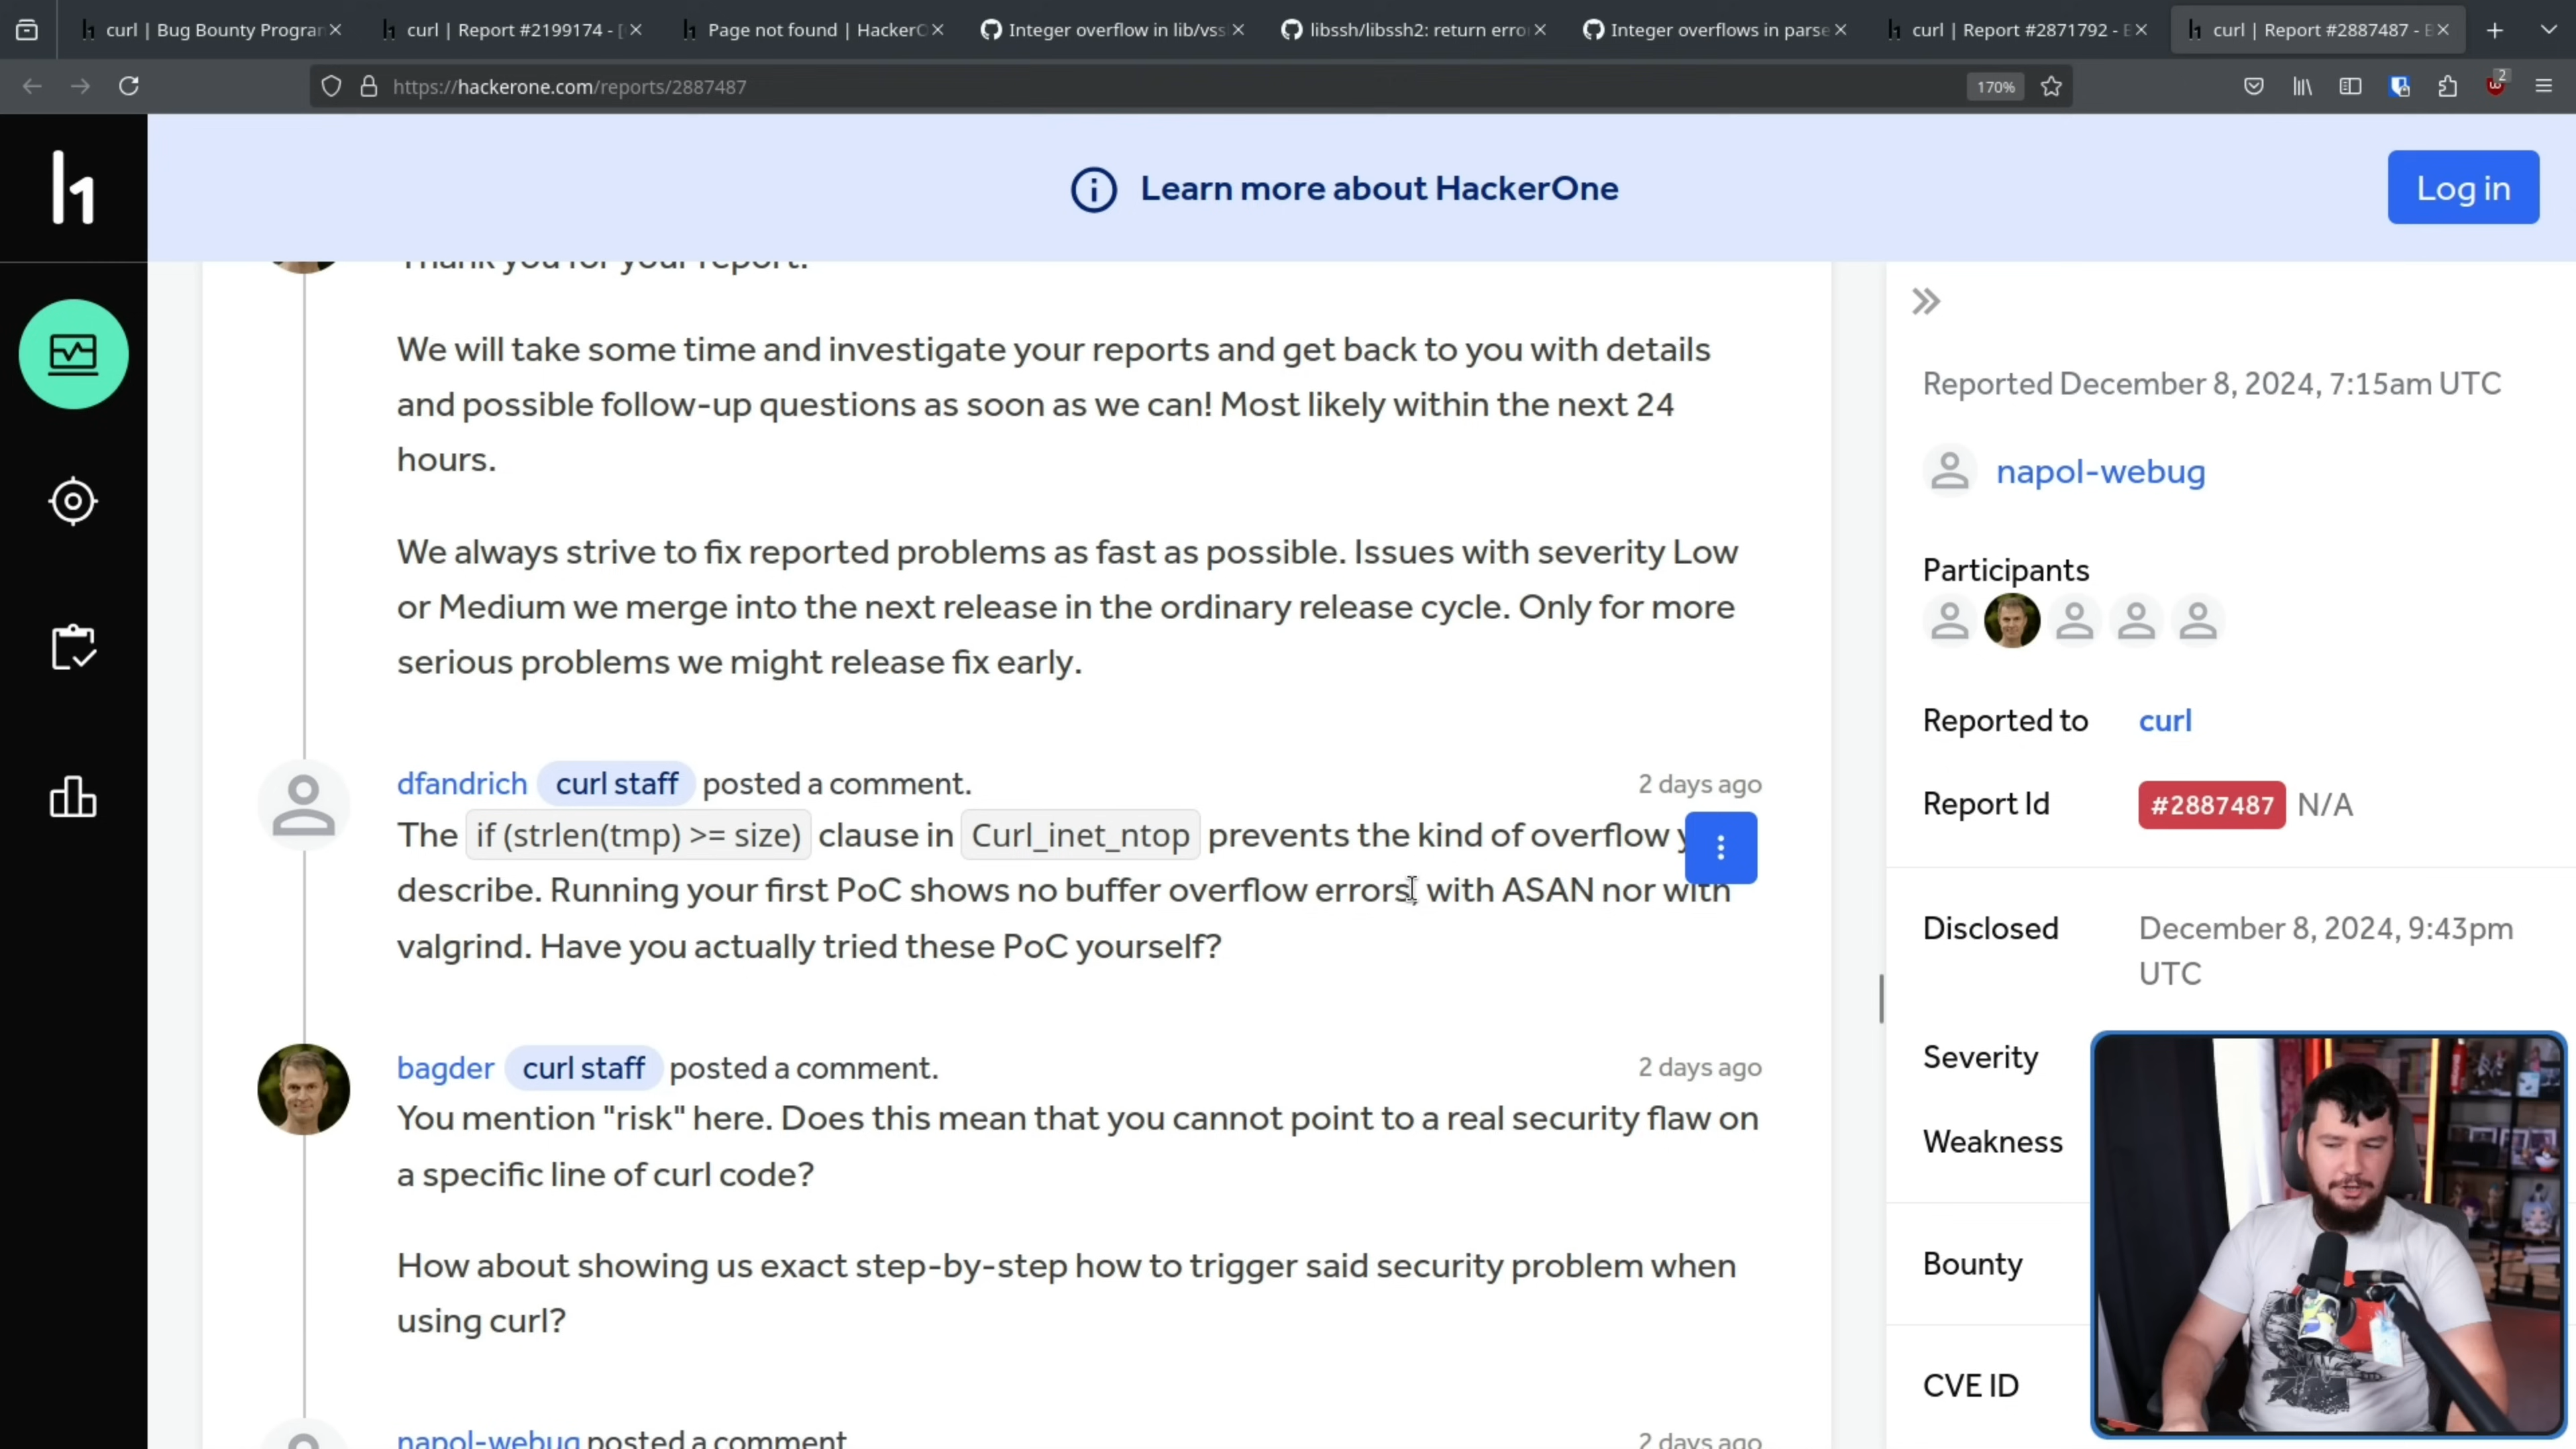 curl | Bug Bounty Progran
curl | Report #2199174 - [
Page not found | HackerO
Integer overflow in lib/vss
libssh/libssh2: return erro
Integer overflows in parse
curl | Report #2871792 - E
curl | Report #2887487 - E
https://hackerone.com/reports/2887487
170%
2
Learn more about HackerOne
Log in
Thank you for your report.
We will take some time and investigate your reports and get back to you with details
and possible follow-up questions as soon as we can! Most likely within the next 24
hours.
We always strive to fix reported problems as fast as possible. Issues with severity Low
or Medium we merge into the next release in the ordinary release cycle. Only for more
serious problems we might release fix early.
dfandrich curl staff posted a comment. 2 days ago
The if (strlen(tmp) >= size) clause in Curl_inet_ntop prevents the kind of overflow
describe. Running your first PoC shows no buffer overflow errors, with ASAN nor with
valgrind. Have you actually tried these PoC yourself?
bagder curl staff posted a comment. 2 days ago
You mention "risk" here. Does this mean that you cannot point to a real security flaw on
a specific line of curl code?
How about showing us exact step-by-step how to trigger said security problem when
using curl?
napol-webug posted a comment. 2 days ago
Reported December 8, 2024, 7:15am UTC
napol-webug
Participants
Reported to curl
Report Id #2887487 N/A
Disclosed December 8, 2024, 9:43pm
UTC
Severity
Weakness
Bounty
CVE ID